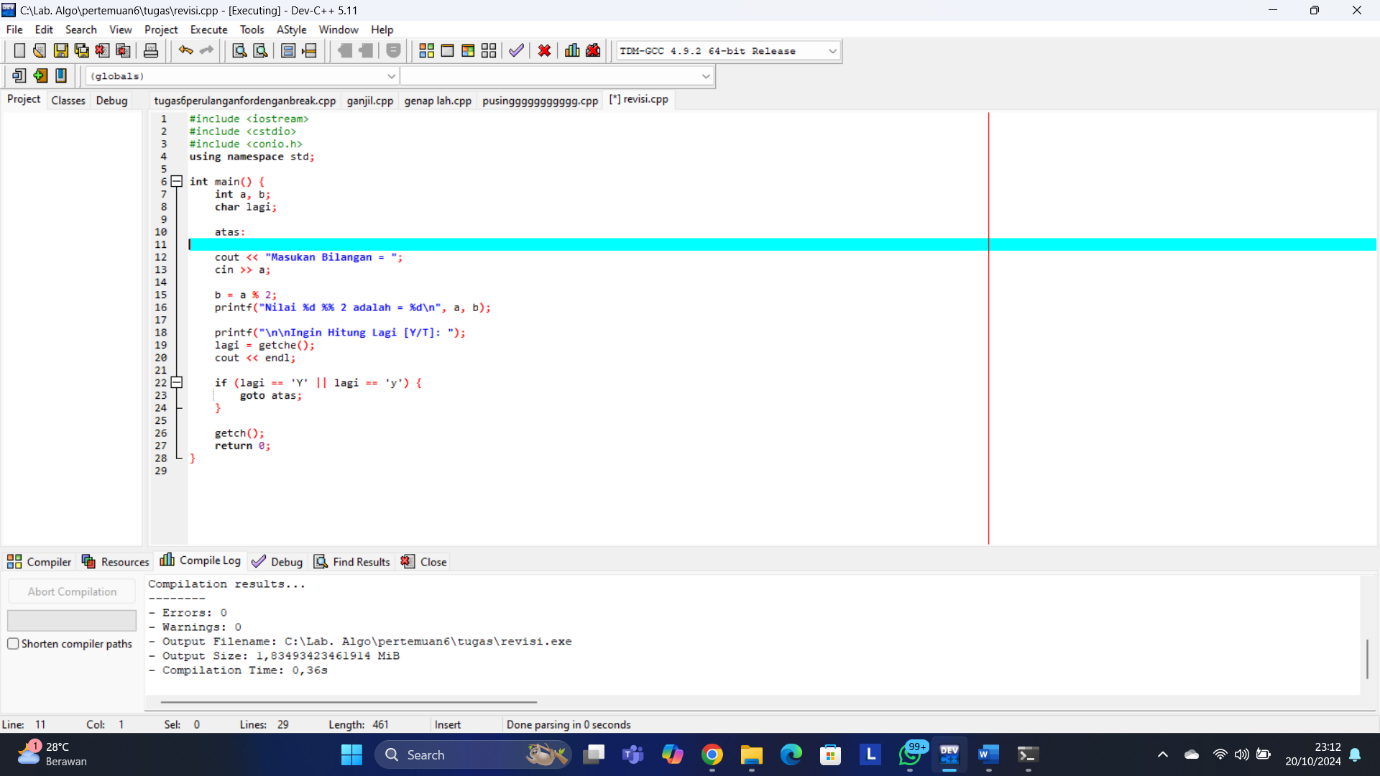 C:\Lab. Algo\pertemuan6\tugas\revisi.cpp - [Executing] - Dev-C++ 5.11
File Edit Search View Project Execute Tools AStyle Window Help
TDM-GCC 4.9.2 64-bit Release
(globals)
Project Classes Debug
tugas6perulanganfordenganbreak.cpp ganjil.cpp genap lah.cpp pusinggggggggggg.cpp [*] revisi.cpp
1 #include <iostream>
2 #include <cstdio>
3 #include <conio.h>
4 using namespace std;
5
6 int main() {
7 int a, b;
8 char lagi;
9
10 atas:
11
12 cout << "Masukan Bilangan = ";
13 cin >> a;
14
15 b = a % 2;
16 printf("Nilai %d %% 2 adalah = %d\n", a, b);
17
18 printf("\n\nIngin Hitung Lagi [Y/T]: ");
19 lagi = getche();
20 cout << endl;
21
22 if (lagi == 'Y' || lagi == 'y') {
23 goto atas;
24 }
25
26 getch();
27 return 0;
28 }
29
Compiler Resources Compile Log Debug Find Results Close
Abort Compilation
Shorten compiler paths
Compilation results...
--------
- Errors: 0
- Warnings: 0
- Output Filename: C:\Lab. Algo\pertemuan6\tugas\revisi.exe
- Output Size: 1,83493423461914 MiB
- Compilation Time: 0,36s
Line: 11 Col: 1 Sel: 0 Lines: 29 Length: 461 Insert Done parsing in 0 seconds
1
28°C
Berawan
Search
99+
DEV
23:12
20/10/2024